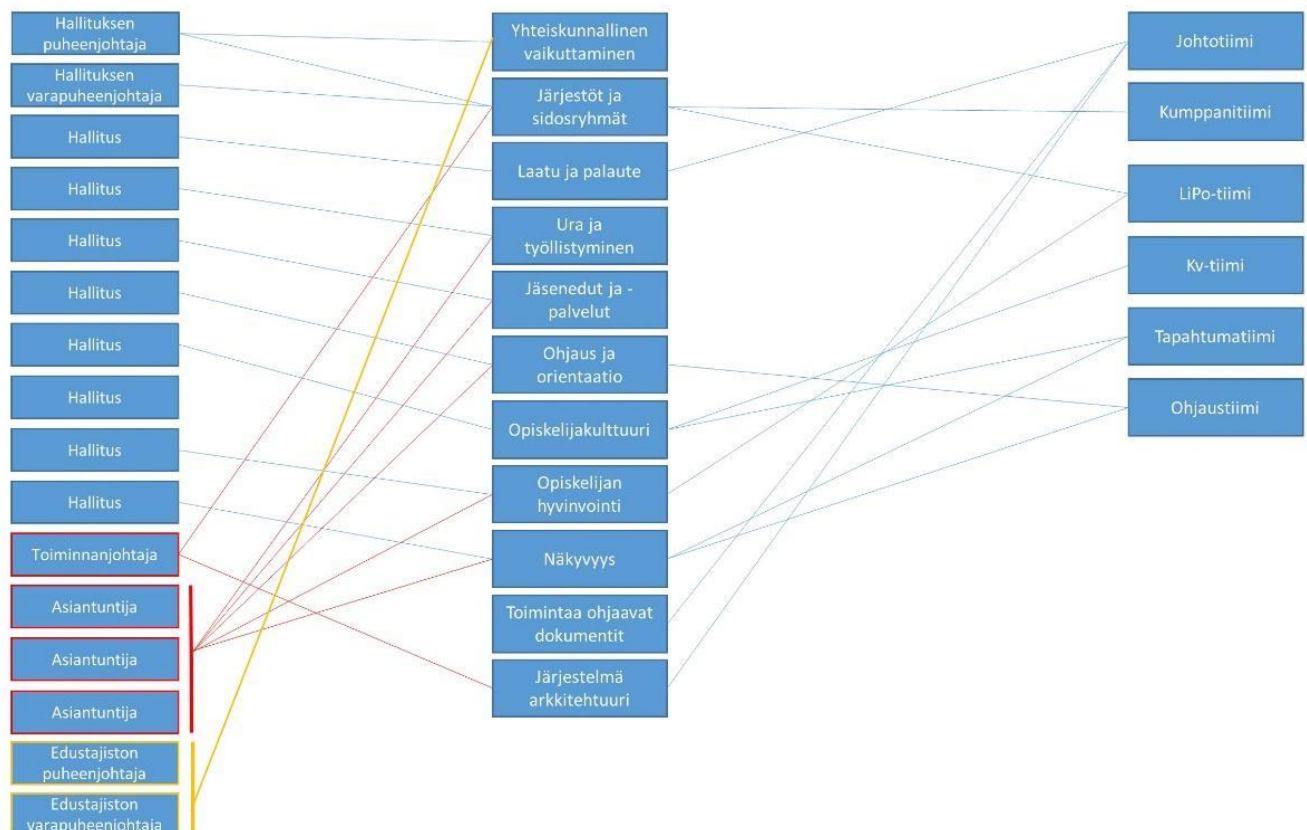 Hallituksen
puheenjohtaja
Hallituksen
varapuheenjohtaja
Hallitus
Hallitus
Hallitus
Hallitus
Hallitus
Hallitus
Hallitus
Hallitus
Toiminnanjohtaja
Asiantuntija
Asiantuntija
Asiantuntija
Edustajiston
puheenjohtaja
Edustajiston
varapuheenjohtaja
Yhteiskunnallinen
vaikuttaminen
Järjestöt ja
sidosryhmät
Laatu ja palaute
Ura ja
työllistyminen
Jäsenedut ja -
palvelut
Ohjaus ja
orientaatio
Opiskelijakulttuuri
Opiskelijan
hyvinvointi
Näkyvyys
Toimintaa ohjaavat
dokumentit
Järjestelmä
arkkitehtuuri
Johtotiimi
Kumppanitiimi
LiPo-tiimi
Kv-tiimi
Tapahtumatiimi
Ohjaustiimi